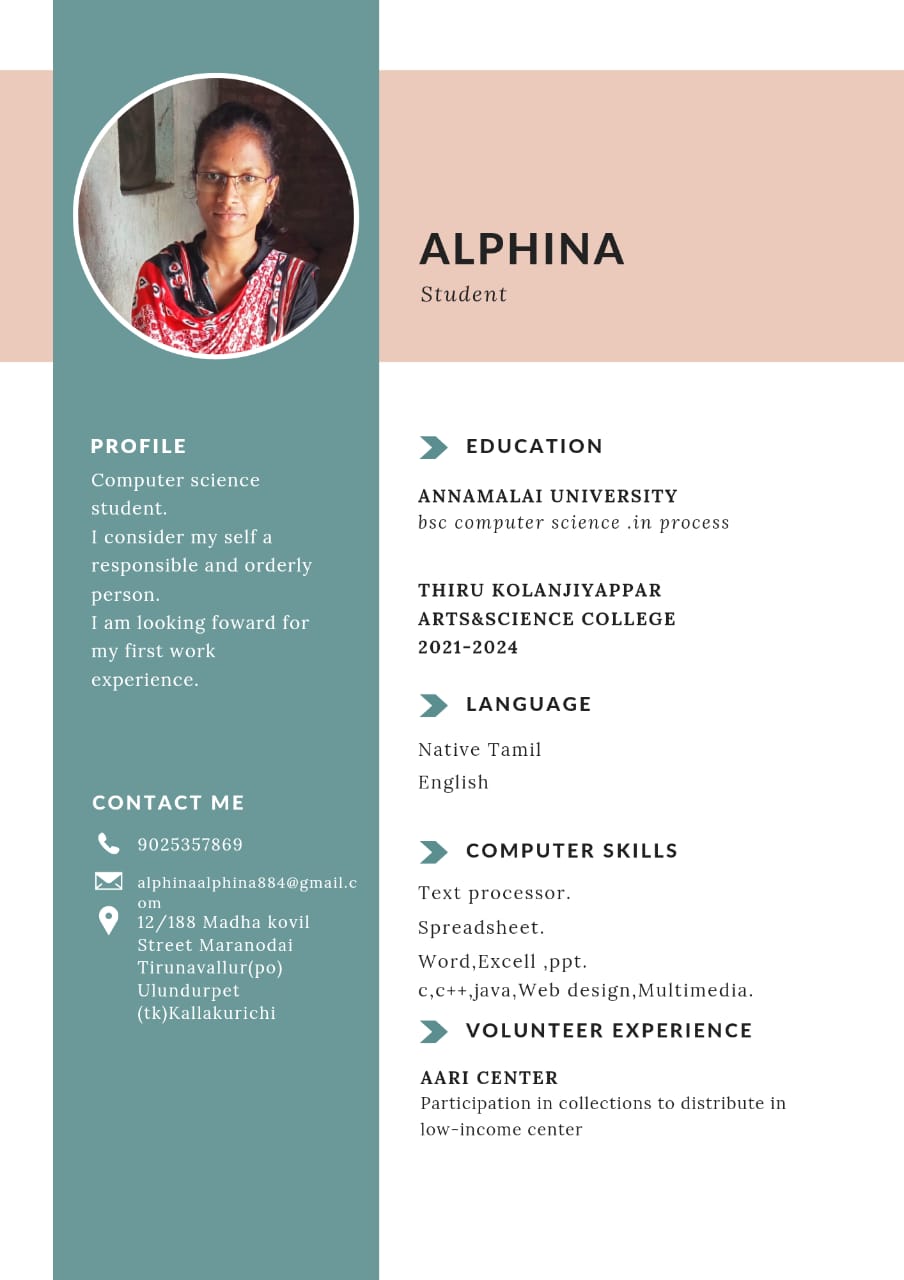 ALPHINA
Student
PROFILE
Computer science
student.
I consider my self a
responsible and orderly
person.
I am looking foward for
my first work
experience.
CONTACT ME
9025357869
alphinaalphina884@gmail.c
om
12/188 Madha kovil
Street Maranodai
Tirunavallur(po)
Ulundurpet
(tk)Kallakurichi
EDUCATION
ANNAMALAI UNIVERSITY
bsc computer science .in process
THIRU KOLANJIYAPPAR
ARTS&SCIENCE COLLEGE
2021-2024
LANGUAGE
Native Tamil
English
COMPUTER SKILLS
Text processor.
Spreadsheet.
Word,Excell ,ppt.
c,c++,java,Web design,Multimedia.
VOLUNTEER EXPERIENCE
AARI CENTER
Participation in collections to distribute in
low-income center